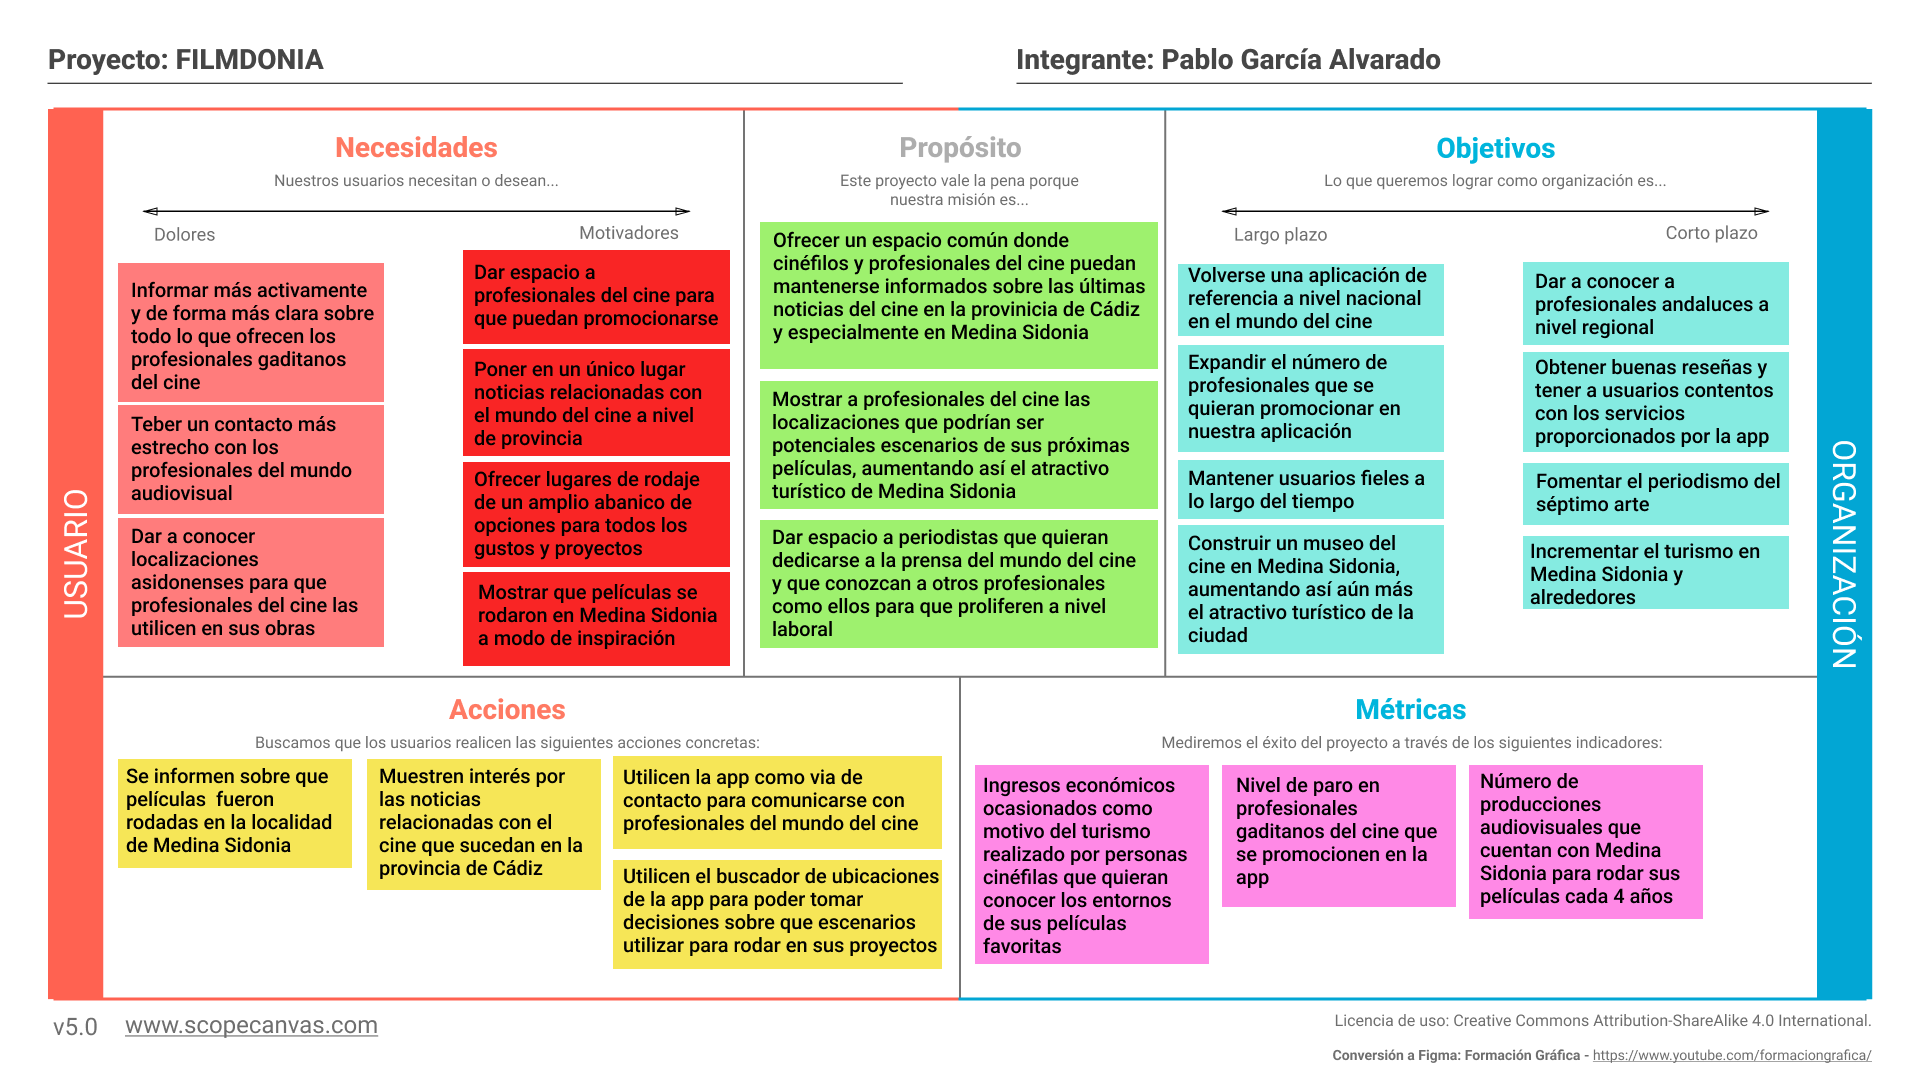 Proyecto: FILMDONIA
Integrante: Pablo García Alvarado
USUARIO
Necesidades
Nuestros usuarios necesitan o desean...
Dolores
Motivadores
Informar más activamente
y de forma más clara sobre
todo lo que ofrecen los
profesionales gaditanos
del cine
Teber un contacto más
estrecho con los
profesionales del mundo
audiovisual
Dar a conocer
localizaciones
asidonenses para que
profesionales del cine las
utilicen en sus obras
Dar espacio a
profesionales del cine para
que puedan promocionarse
Poner en un único lugar
noticias relacionadas con
el mundo del cine a nivel
de provincia
Ofrecer lugares de rodaje
de un amplio abanico de
opciones para todos los
gustos y proyectos
Mostrar que películas se
rodaron en Medina Sidonia
a modo de inspiración
Propósito
Este proyecto vale la pena porque
nuestra misión es...
Ofrecer un espacio común donde
cinéfilos y profesionales del cine puedan
mantenerse informados sobre las últimas
noticias del cine en la provinicia de Cádiz
y especialmente en Medina Sidonia
Mostrar a profesionales del cine las
localizaciones que podrían ser
potenciales escenarios de sus próximas
películas, aumentando así el atractivo
turístico de Medina Sidonia
Dar espacio a periodistas que quieran
dedicarse a la prensa del mundo del cine
y que conozcan a otros profesionales
como ellos para que proliferen a nivel
laboral
Objetivos
Lo que queremos lograr como organización es...
Largo plazo
Corto plazo
Volverse una aplicación de
referencia a nivel nacional
en el mundo del cine
Expandir el número de
profesionales que se
quieran promocionar en
nuestra aplicación
Mantener usuarios fieles a
lo largo del tiempo
Construir un museo del
cine en Medina Sidonia,
aumentando así aún más
el atractivo turístico de la
ciudad
Dar a conocer a
profesionales andaluces a
nivel regional
Obtener buenas reseñas y
tener a usuarios contentos
con los servicios
proporcionados por la app
Fomentar el periodismo del
séptimo arte
Incrementar el turismo en
Medina Sidonia y
alrededores
ORGANIZACIÓN
Acciones
Buscamos que los usuarios realicen las siguientes acciones concretas:
Se informen sobre que
películas  fueron
rodadas en la localidad
de Medina Sidonia
Muestren interés por
las noticias
relacionadas con el
cine que sucedan en la
provincia de Cádiz
Utilicen la app como via de
contacto para comunicarse con
profesionales del mundo del cine
Utilicen el buscador de ubicaciones
de la app para poder tomar
decisiones sobre que escenarios
utilizar para rodar en sus proyectos
Métricas
Mediremos el éxito del proyecto a través de los siguientes indicadores:
Ingresos económicos
ocasionados como
motivo del turismo
realizado por personas
cinéfilas que quieran
conocer los entornos
de sus películas
favoritas
Nivel de paro en
profesionales
gaditanos del cine que
se promocionen en la
app
Número de
producciones
audiovisuales que
cuentan con Medina
Sidonia para rodar sus
películas cada 4 años
v5.0 www.scopecanvas.com
Licencia de uso: Creative Commons Attribution-ShareAlike 4.0 International.
Conversión a Figma: Formación Gráfica - https://www.youtube.com/formaciongrafica/